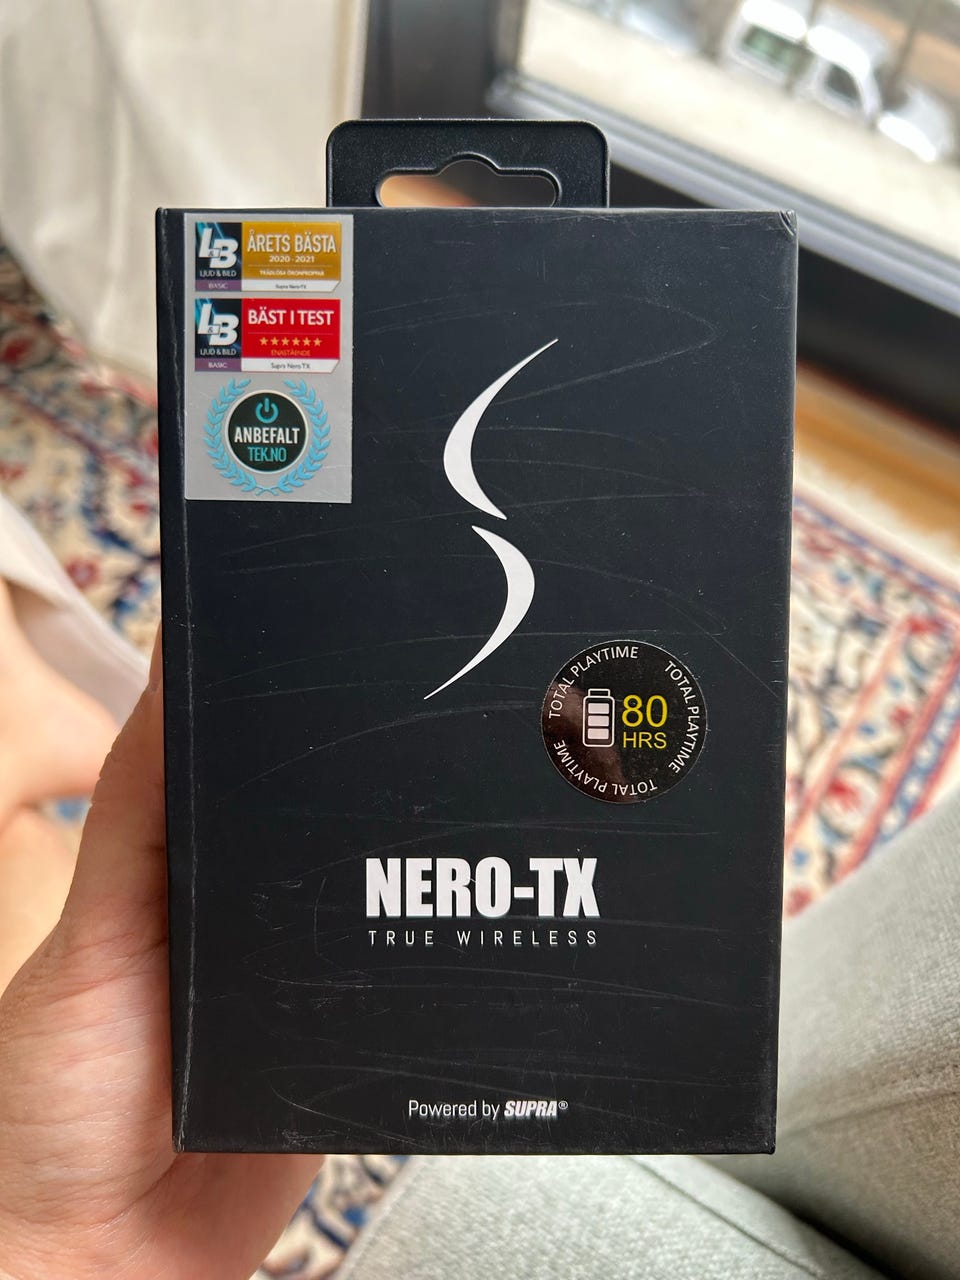 L&B
LJUD & BILD
BASIC
ÅRETS BÄSTA
2020 - 2021
TRÅDLÖSA ÖRONPROPPAR
Supra Nero-TX
L&B
LJUD & BILD
BASIC
BÄST I TEST
ENASTÅENDE
Supra Nero TX
ANBEFALT
TEK.NO
TOTAL PLAYTIME
TOTAL PLAYTIME
TOTAL PLAYTIME
TOTAL PLAYTIME
80
HRS
NERO-TX
TRUE WIRELESS
Powered by SUPRA®